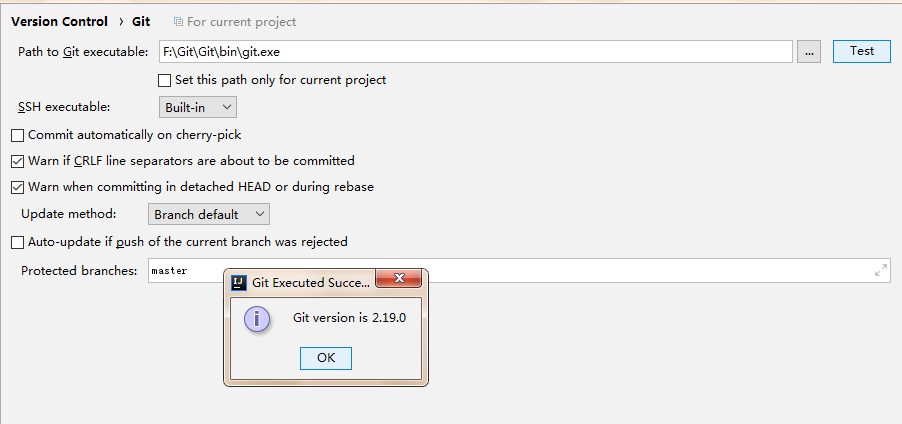 Version Control › Git For current project
Path to Git executable: F:\Git\Git\bin\git.exe ... Test
Set this path only for current project
SSH executable: Built-in
Commit automatically on cherry-pick
Warn if CRLF line separators are about to be committed
Warn when committing in detached HEAD or during rebase
Update method: Branch default
Auto-update if push of the current branch was rejected
Protected branches: master
IJ Git Executed Succe...
Git version is 2.19.0
OK